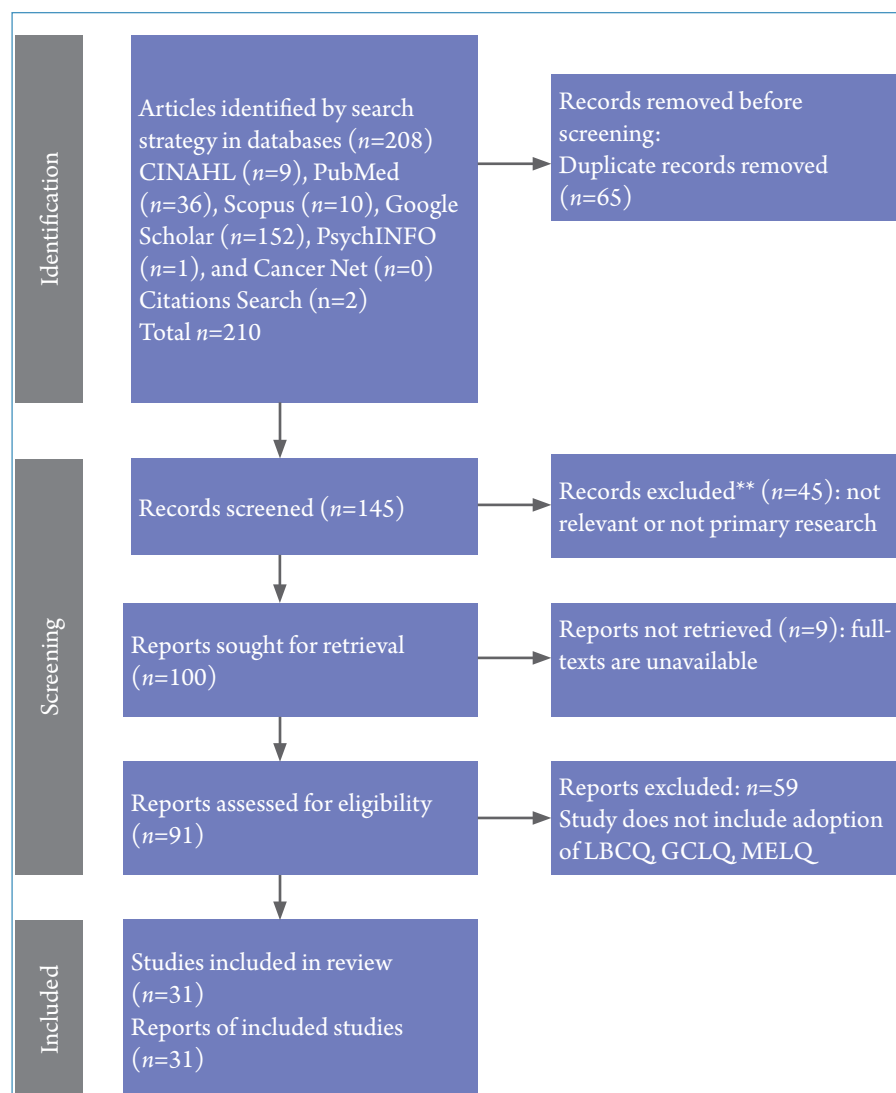 Identification
Articles identified by search
strategy in databases (n=208)
CINAHL (n=9), PubMed
(n=36), Scopus (n=10), Google
Scholar (n=152), PsychINFO
(n=1), and Cancer Net (n=0)
Citations Search (n=2)
Total n=210
Records removed before
screening:
Duplicate records removed
(n=65)
Screening
Records screened (n=145)
Records excluded** (n=45): not
relevant or not primary research
Reports sought for retrieval
(n=100)
Reports not retrieved (n=9): full-
texts are unavailable
Reports assessed for eligibility
(n=91)
Reports excluded: n=59
Study does not include adoption
of LBCQ, GCLQ, MELQ
Included
Studies included in review
(n=31)
Reports of included studies
(n=31)